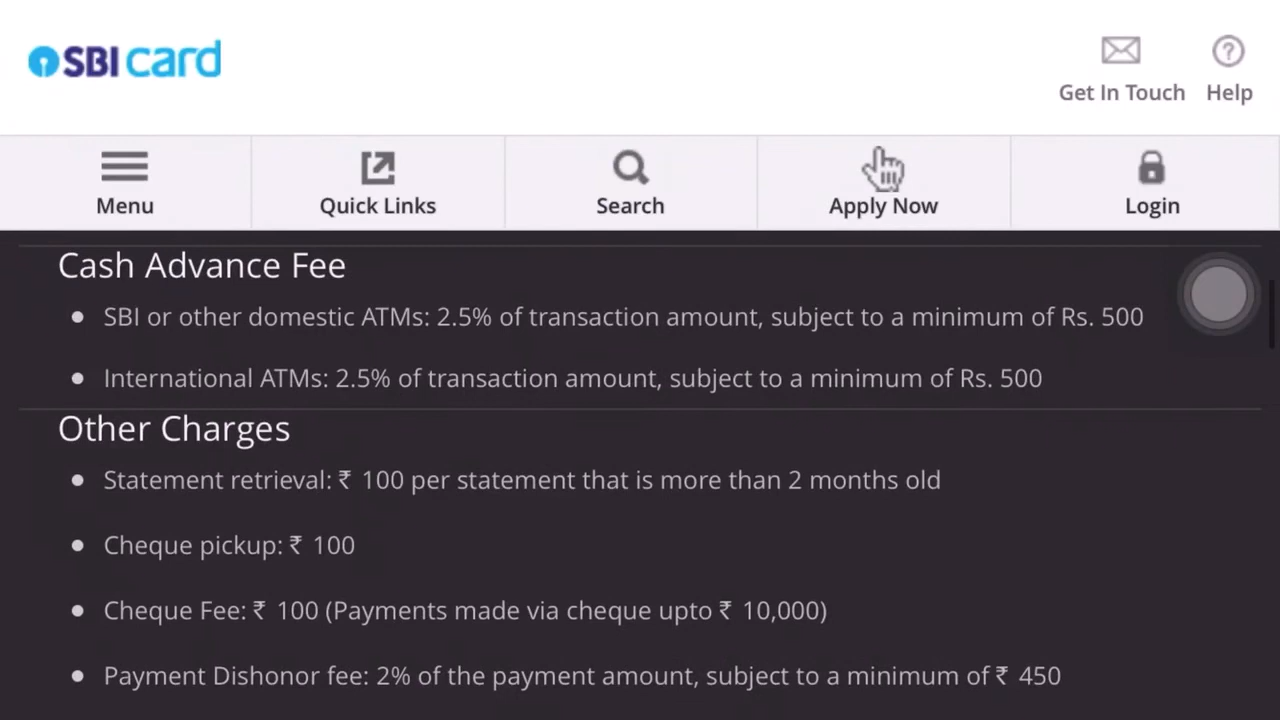 SBI card
Get In Touch
Help
Menu
Quick Links
Search
Apply Now
Login
Cash Advance Fee
SBI or other domestic ATMs: 2.5% of transaction amount, subject to a minimum of Rs. 500
International ATMs: 2.5% of transaction amount, subject to a minimum of Rs. 500
Other Charges
Statement retrieval: ₹ 100 per statement that is more than 2 months old
Cheque pickup: ₹ 100
Cheque Fee: ₹ 100 (Payments made via cheque upto ₹ 10,000)
Payment Dishonor fee: 2% of the payment amount, subject to a minimum of ₹ 450